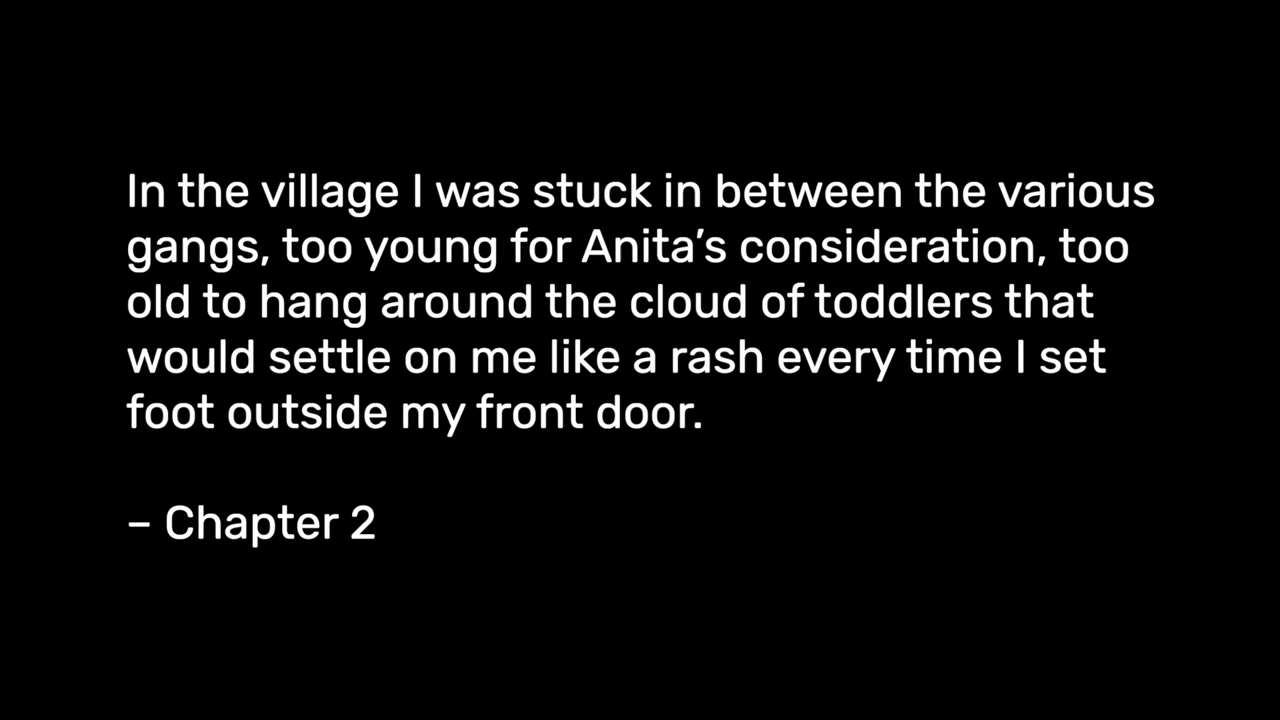 In the village I was stuck in between the various
gangs, too young for Anita’s consideration, too
old to hang around the cloud of toddlers that
would settle on me like a rash every time I set
foot outside my front door.
– Chapter 2